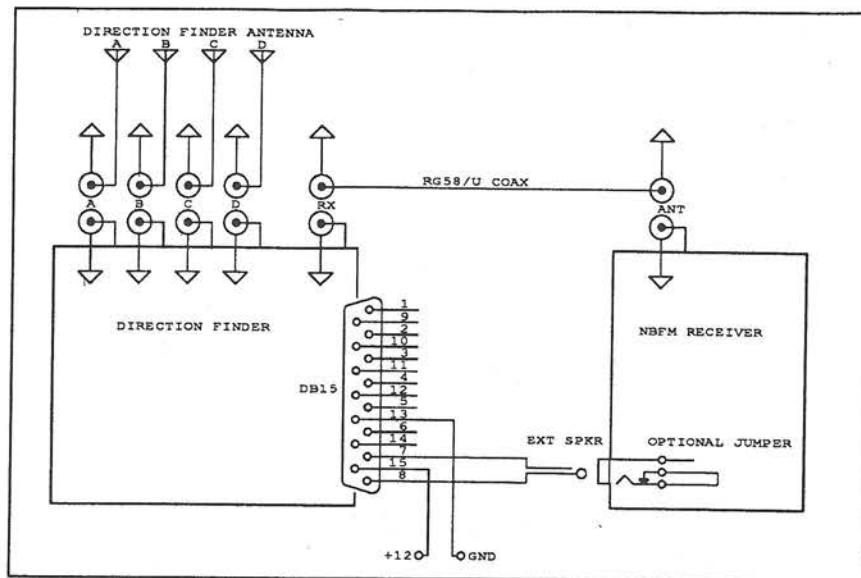 DIRECTION FINDER ANTENNA
A B C D
RG58/U COAX
A B C D RX ANT
DIRECTION FINDER
NBFM RECEIVER
DB15
1
9
2
10
3
11
4
12
5
13
6
14
7
15
8
EXT SPKR
OPTIONAL JUMPER
+12
GND